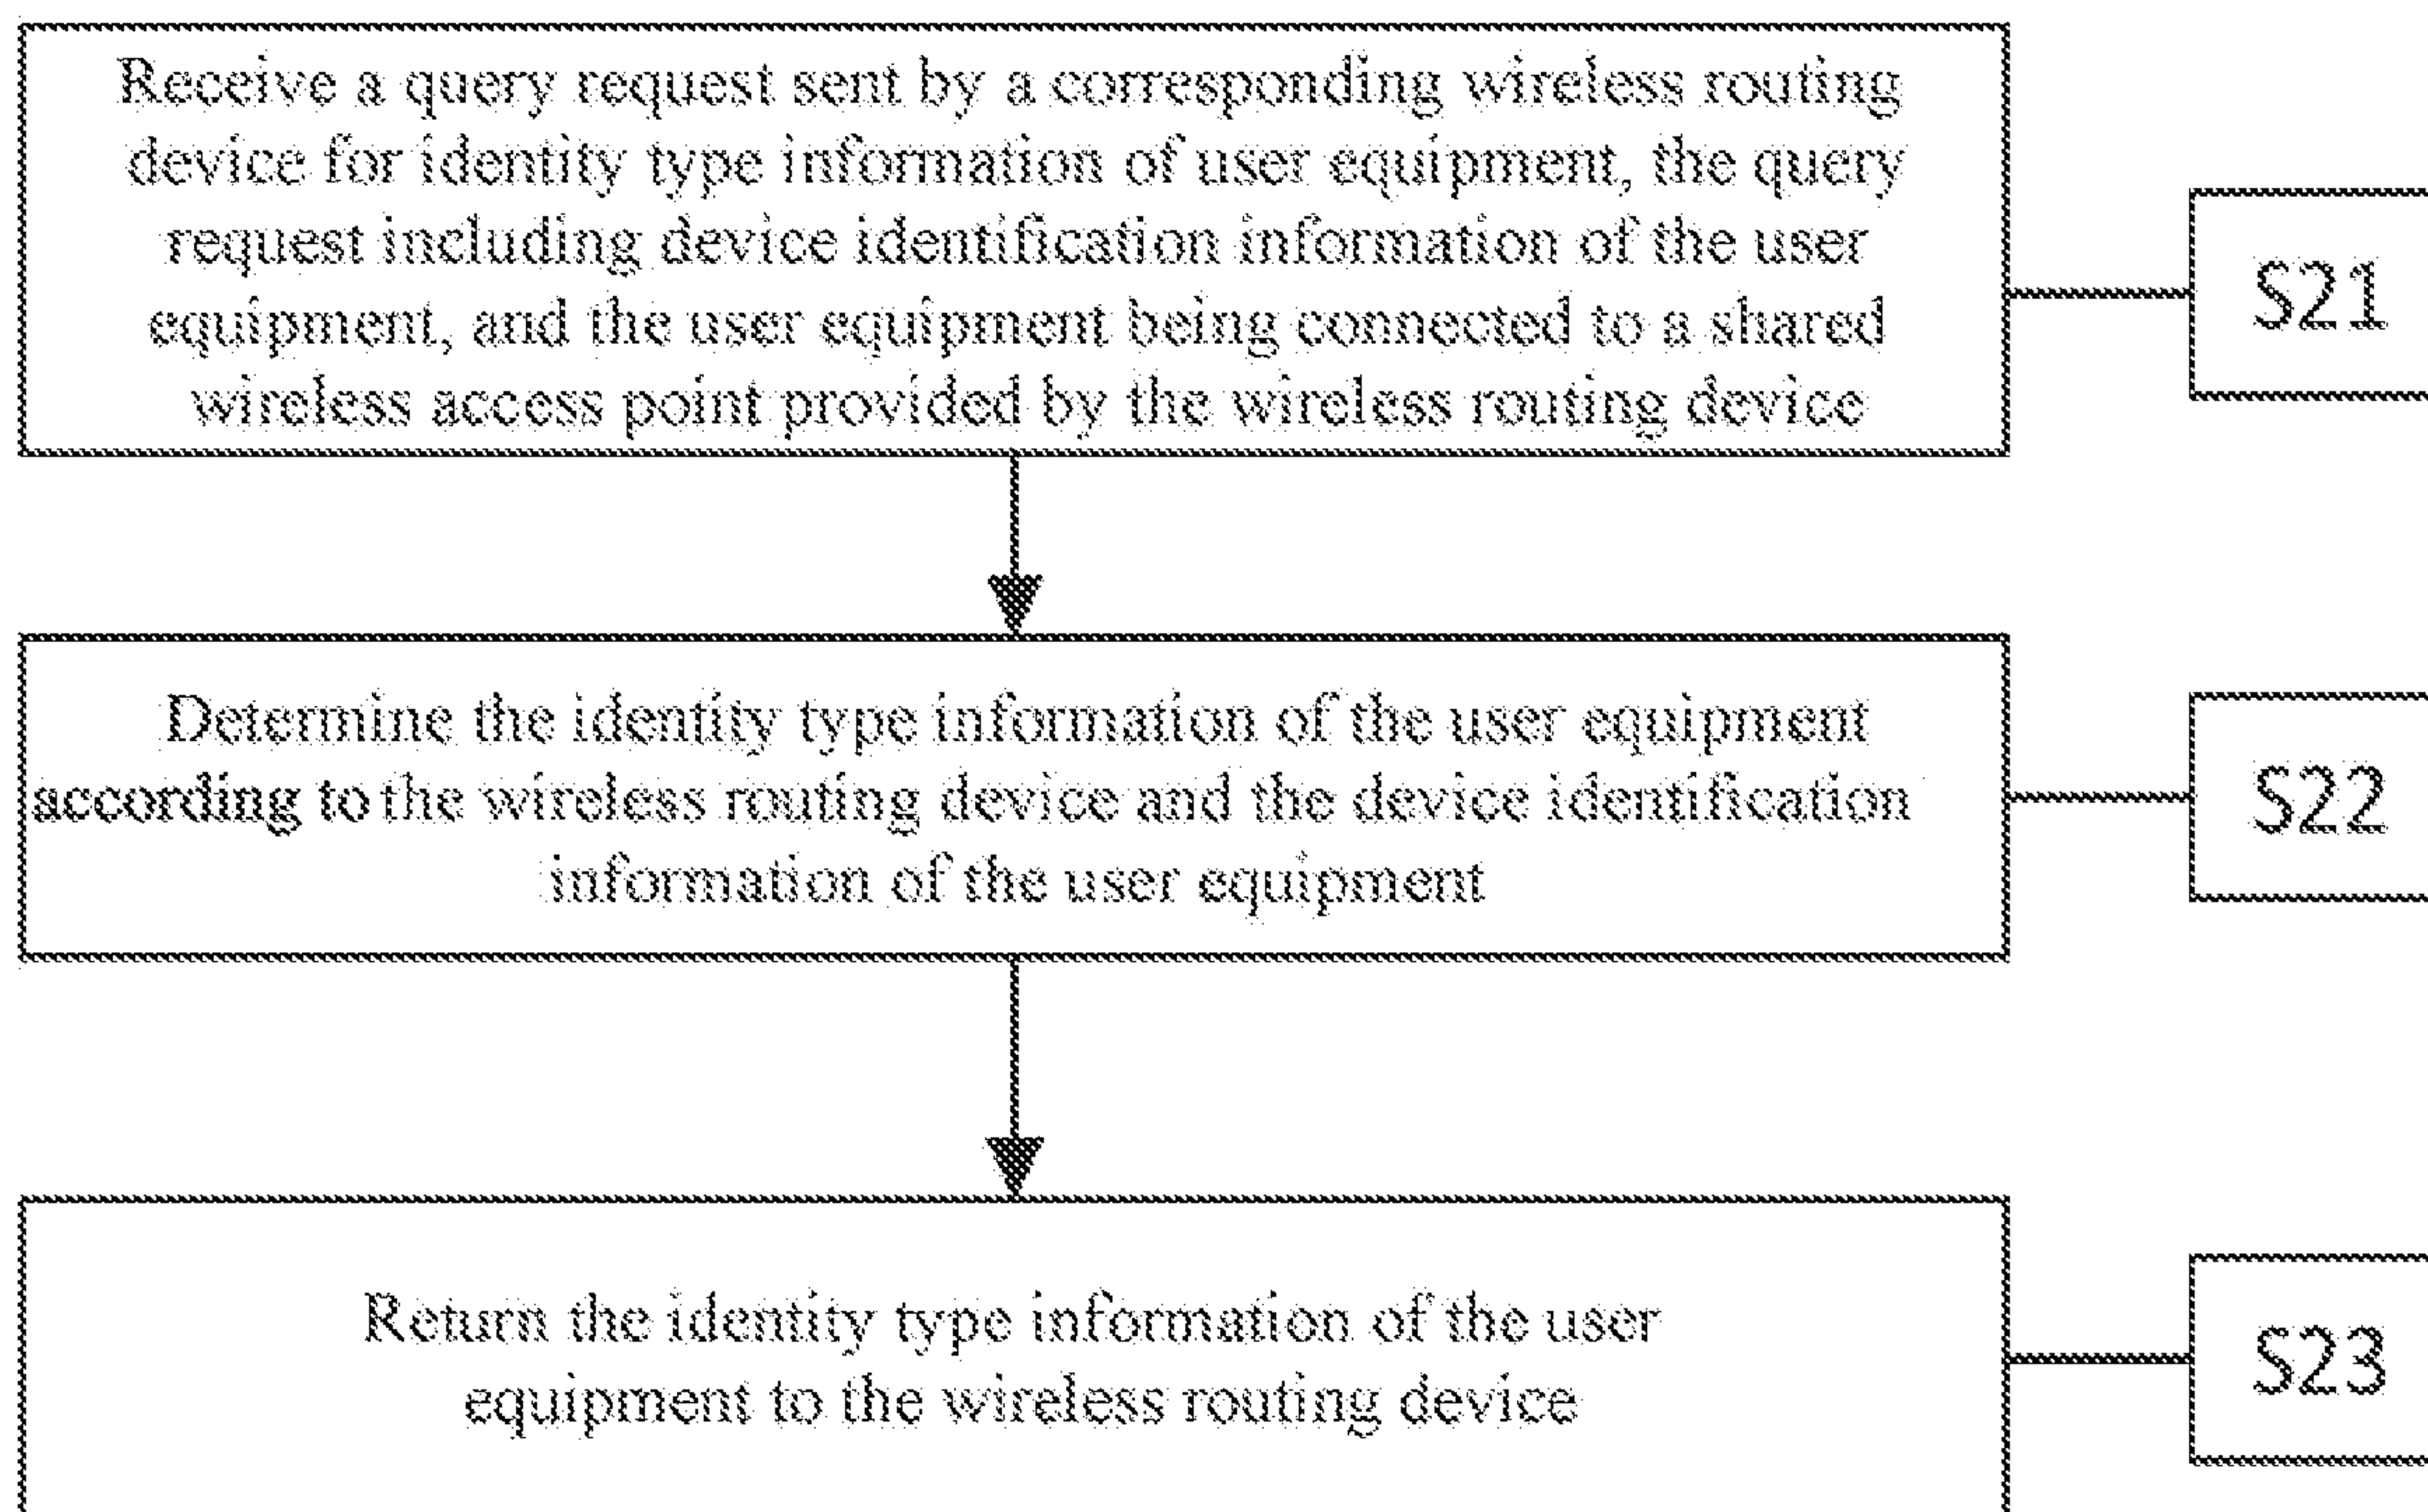 Receive a query request sent by a corresponding wireless routing
device for identity type information of user equipment, the query
request including device identification information of the user
equipment, and the user equipment being connected to a shared
wireless access point provided by the wireless routing device
S21
Determine the identity type information of the user equipment
according to the wireless routing device and the device identification
information of the user equipment
S22
Return the identity type information of the user
equipment to the wireless routing device
S23